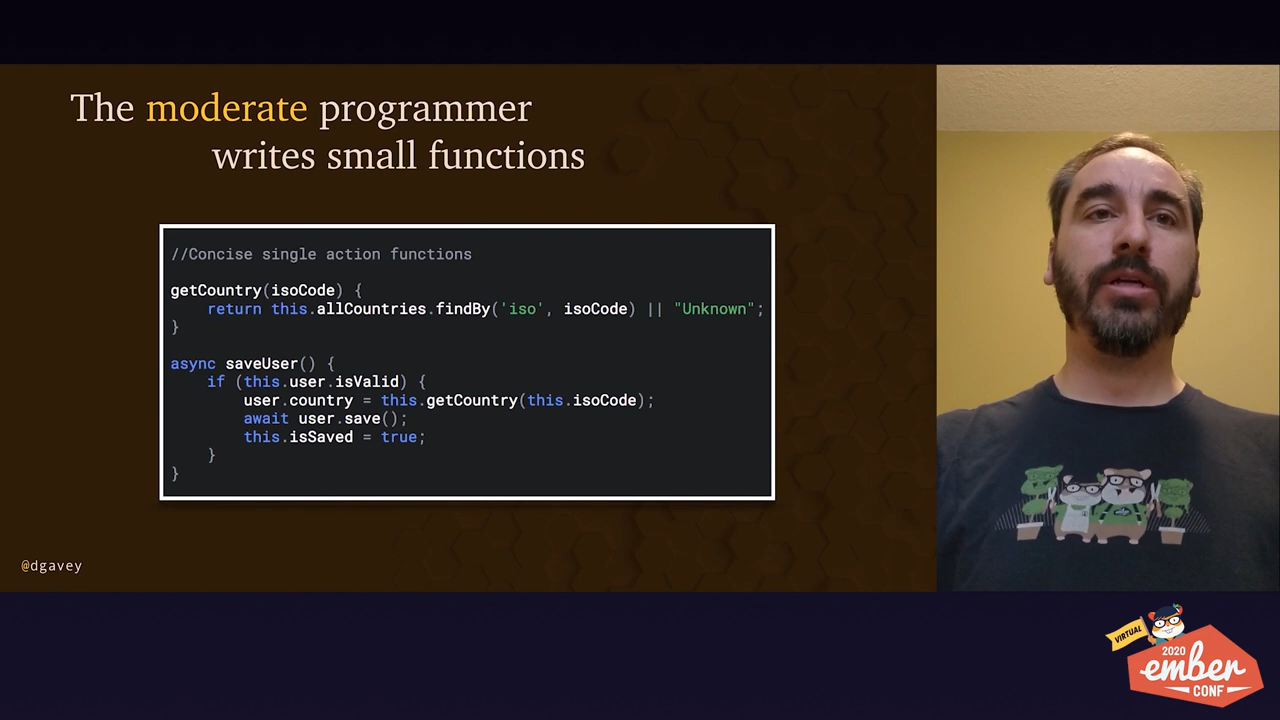 The moderate programmer
writes small functions
//Concise single action functions
getCountry(isoCode) {
    return this.allCountries.findBy('iso', isoCode) || "Unknown";
}
async saveUser() {
    if (this.user.isValid) {
        user.country = this.getCountry(this.isoCode);
        await user.save();
        this.isSaved = true;
    }
}
@dgavey
VIRTUAL
2020
ember
CONF